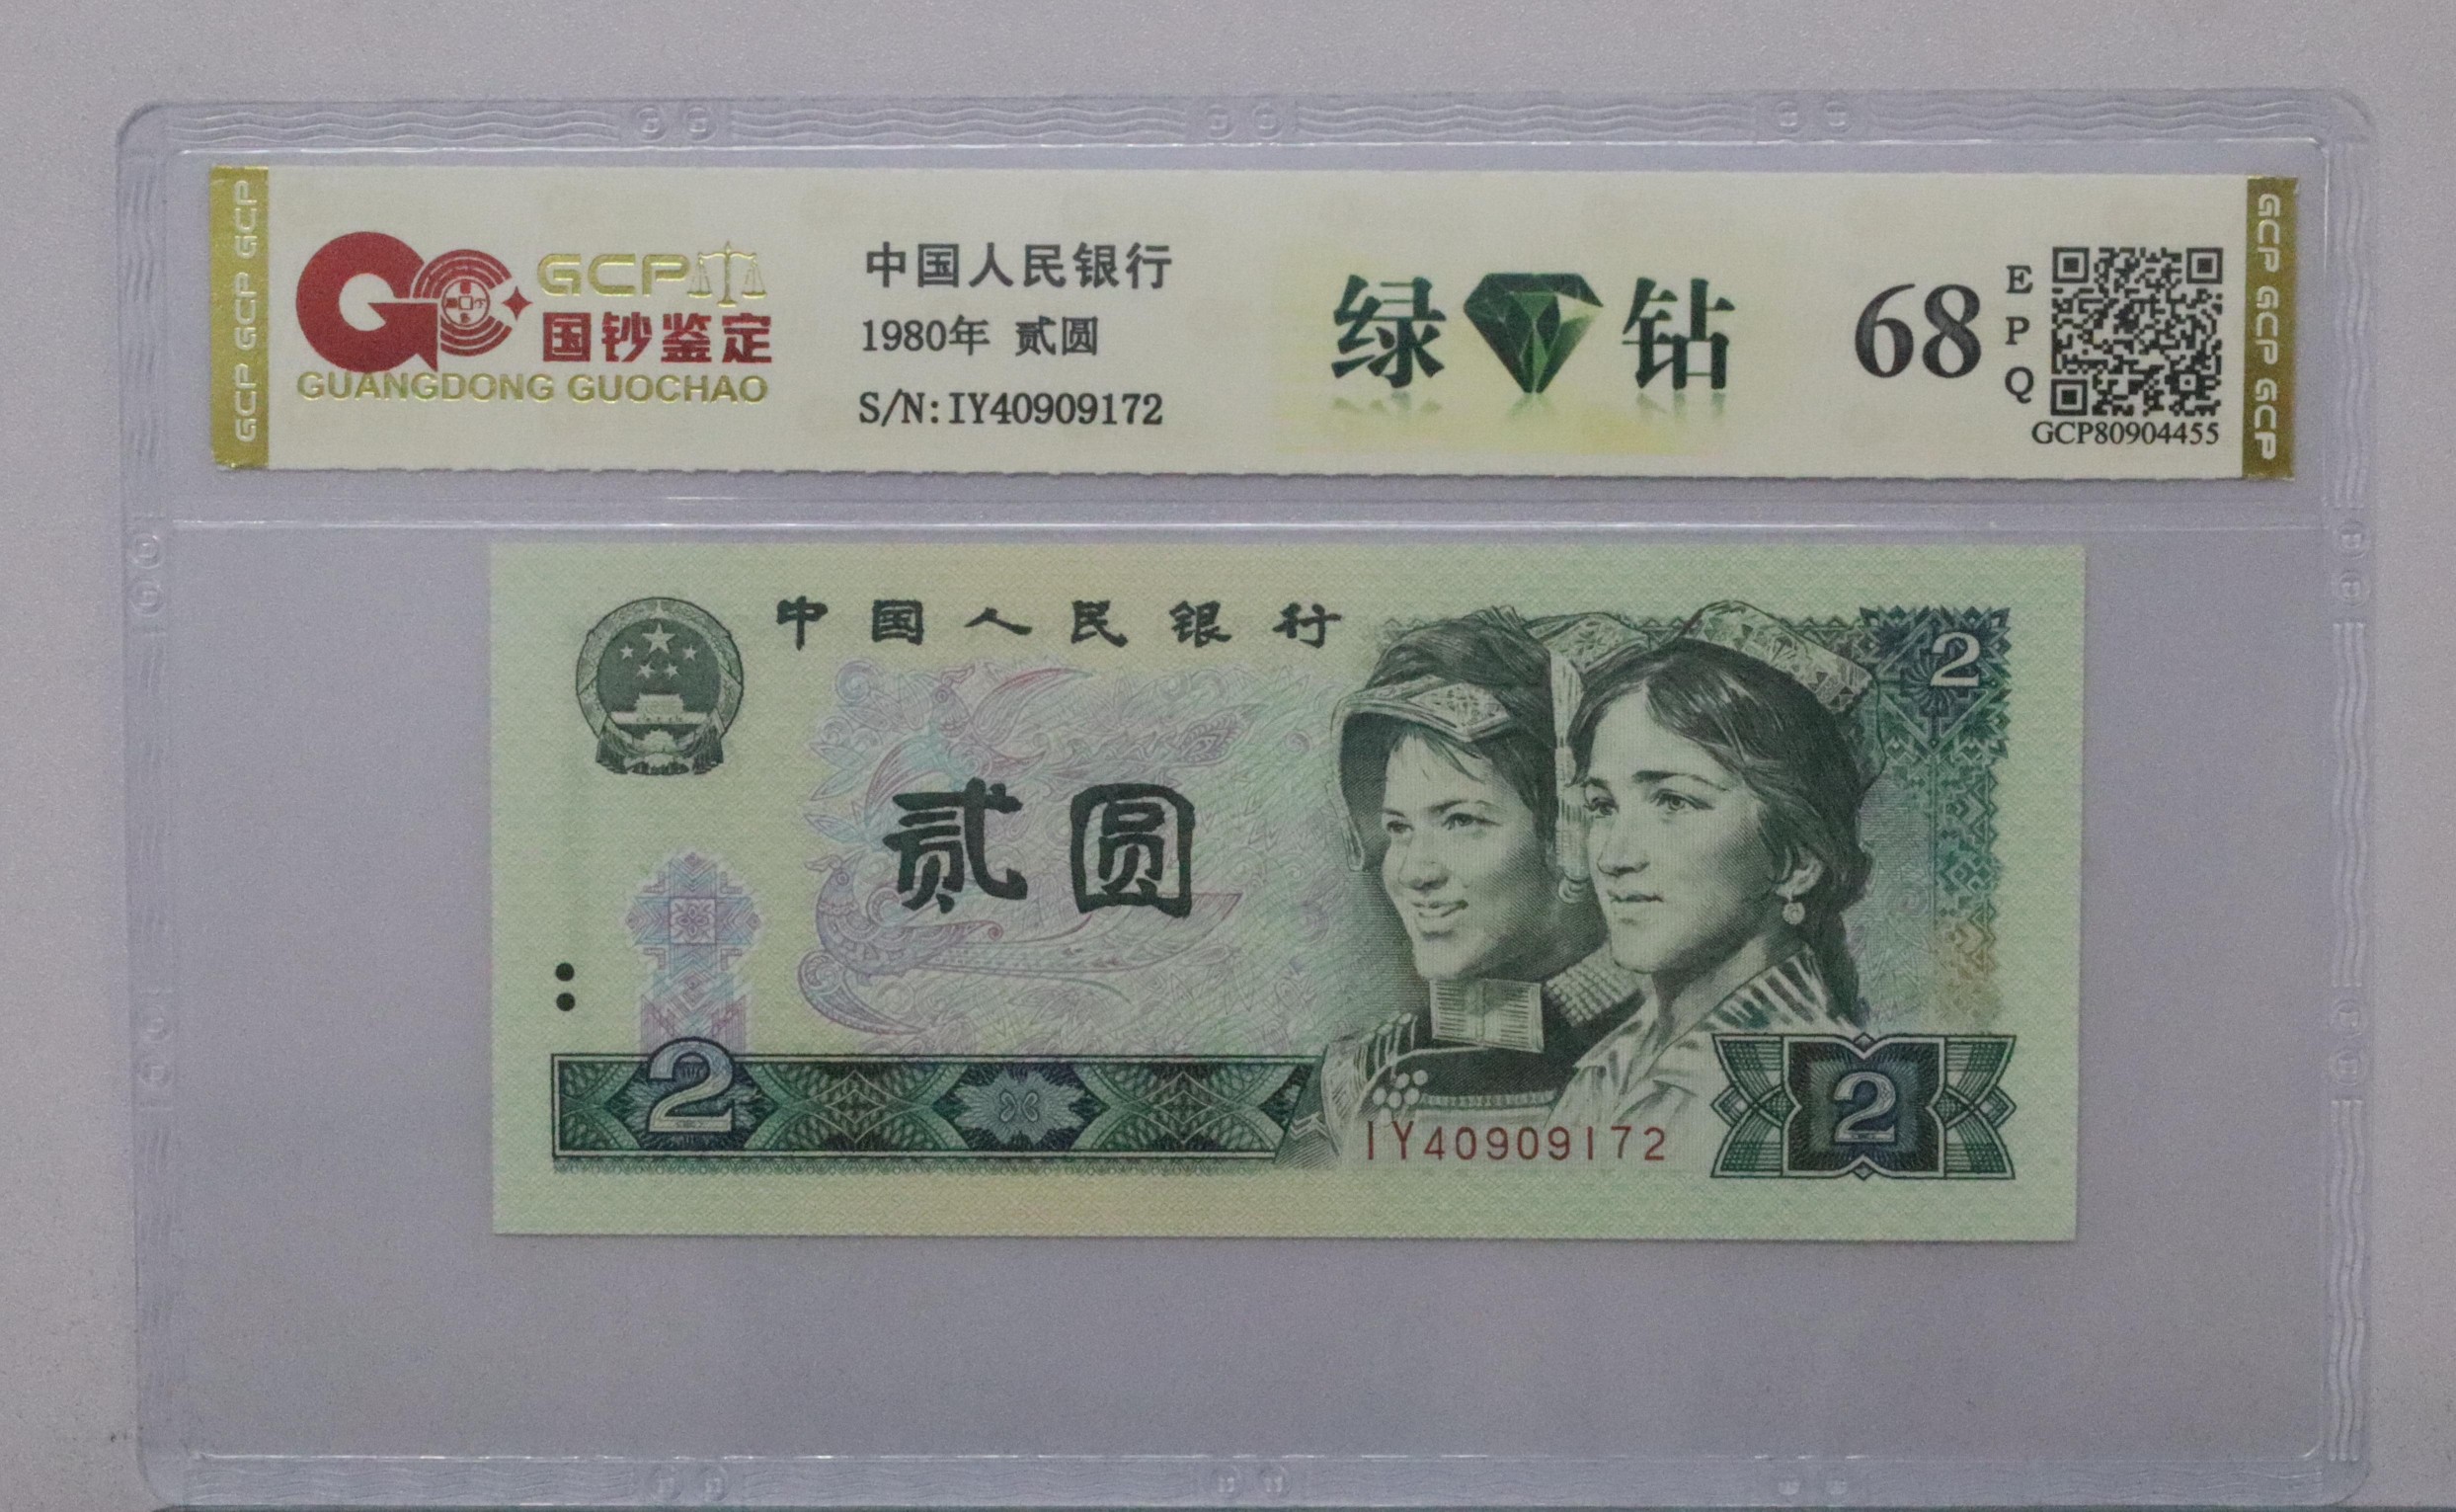 GCP GCP GCP
GCP
国钞鉴定
GUANGDONG GUOCHAO
中国人民银行
1980年 贰圆
S/N: IY40909172
绿钻
68
EPQ
GCP80904455
GCP GCP GCP
中国人民银行
2
贰圆
2
IY40909172
2